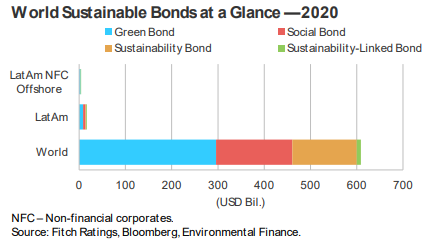 World Sustainable Bonds at a Glance — 2020
Green Bond
Social Bond
Sustainability Bond
Sustainability-Linked Bond
LatAm NFC
Offshore
LatAm
World
0 100 200 300 400 500 600 700
(USD Bil.)
NFC – Non-financial corporates.
Source: Fitch Ratings, Bloomberg, Environmental Finance.